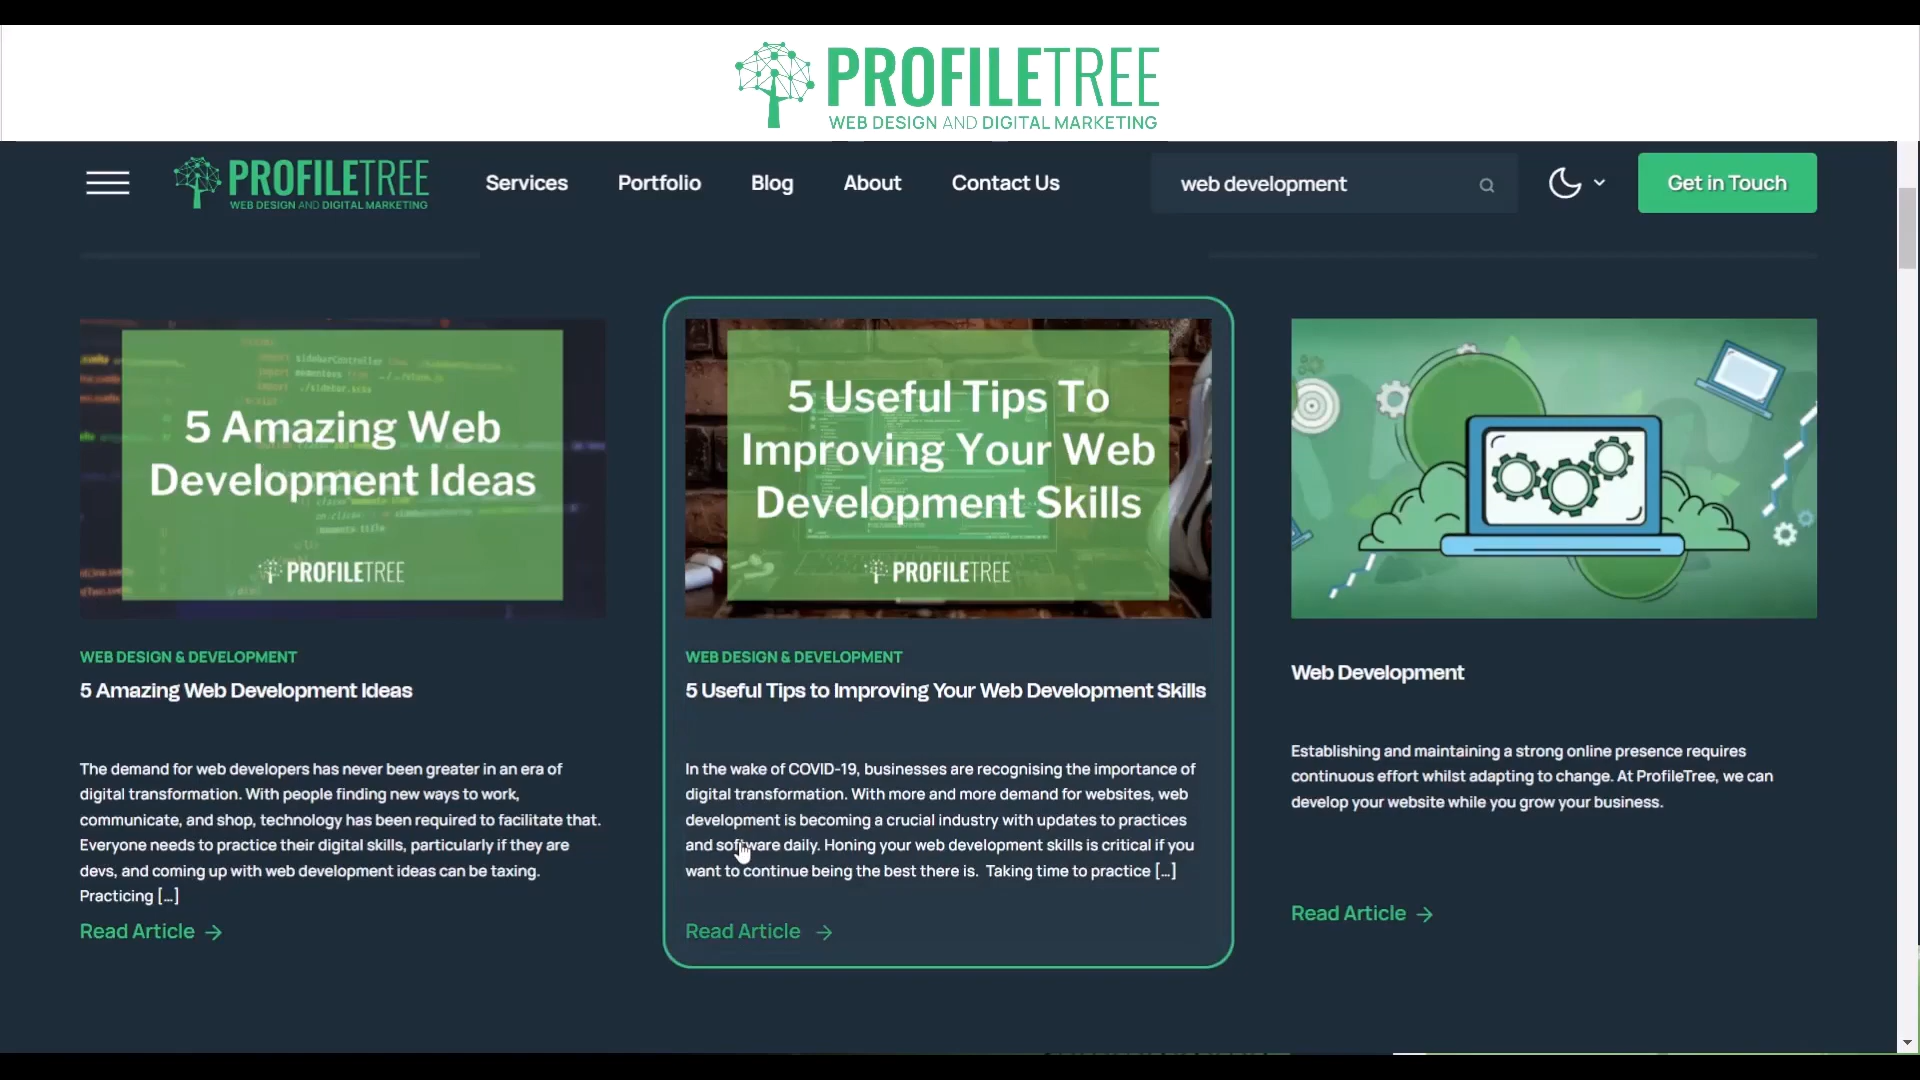 PROFILETREE
WEB DESIGN AND DIGITAL MARKETING
PROFILETREE
WEB DESIGN AND DIGITAL MARKETING
Services
Portfolio
Blog
About
Contact Us
web development
Get in Touch
5 Amazing Web
Development Ideas
PROFILETREE
WEB DESIGN & DEVELOPMENT
5 Amazing Web Development Ideas
The demand for web developers has never been greater in an era of
digital transformation. With people finding new ways to work,
communicate, and shop, technology has been required to facilitate that.
Everyone needs to practice their digital skills, particularly if they are
devs, and coming up with web development ideas can be taxing.
Practicing [...]
Read Article
5 Useful Tips To
Improving Your Web
Development Skills
PROFILETREE
WEB DESIGN & DEVELOPMENT
5 Useful Tips to Improving Your Web Development Skills
In the wake of COVID-19, businesses are recognising the importance of
digital transformation. With more and more demand for websites, web
development is becoming a crucial industry with updates to practices
and software daily. Honing your web development skills is critical if you
want to continue being the best there is. Taking time to practice [...]
Read Article
Web Development
Establishing and maintaining a strong online presence requires
continuous effort whilst adapting to change. At ProfileTree, we can
develop your website while you grow your business.
Read Article